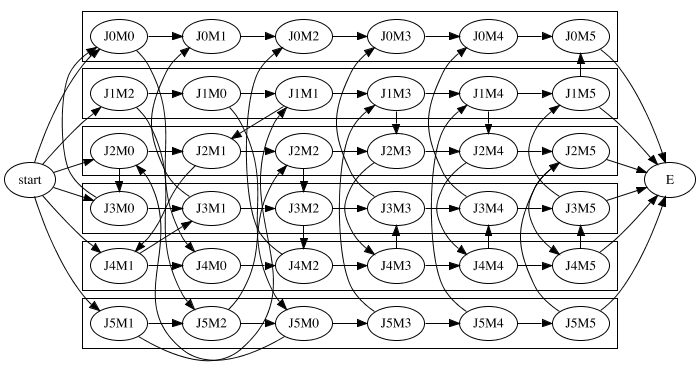 J0M0 J0M1 J0M2 J0M3 J0M4 J0M5
J1M2 J1M0 J1M1 J1M3 J1M4 J1M5
J2M0 J2M1 J2M2 J2M3 J2M4 J2M5
start E
J3M0 J3M1 J3M2 J3M3 J3M4 J3M5
J4M1 J4M0 J4M2 J4M3 J4M4 J4M5
J5M1 J5M2 J5M0 J5M3 J5M4 J5M5